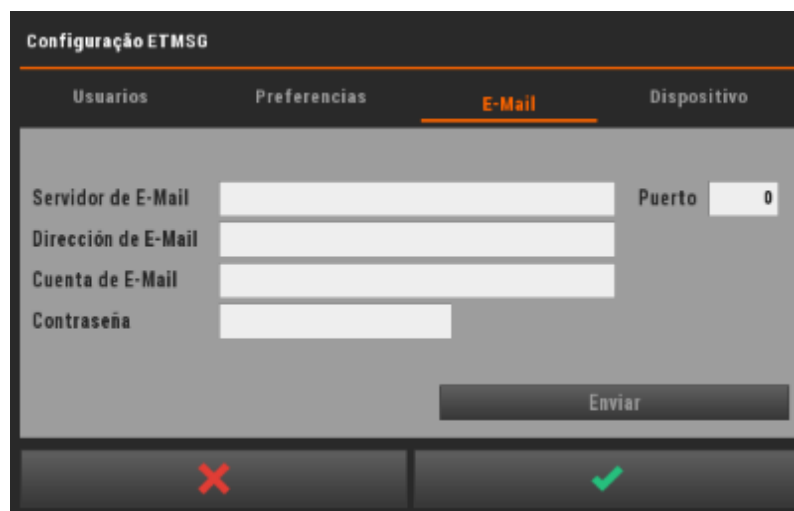 Configuração ETMSG
Usuarios Preferencias E-Mail Dispositivo
Servidor de E-Mail Puerto 0
Dirección de E-Mail
Cuenta de E-Mail
Contraseña
Enviar